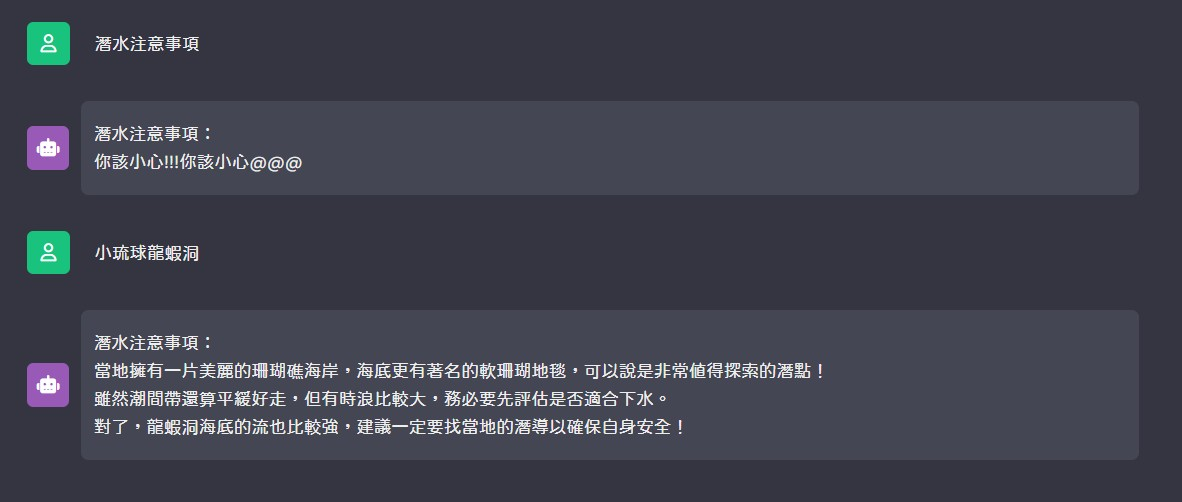 潛水注意事項
潛水注意事項：
你該小心!!!你該小心@@@
小琉球龍蝦洞
潛水注意事項：
當地擁有一片美麗的珊瑚礁海岸，海底更有著名的軟珊瑚地毯，可以說是非常值得探索的潛點！
雖然潮間帶還算平緩好走，但有時浪比較大，務必要先評估是否適合下水。
對了，龍蝦洞海底的流也比較強，建議一定要找當地的潛導以確保自身安全！